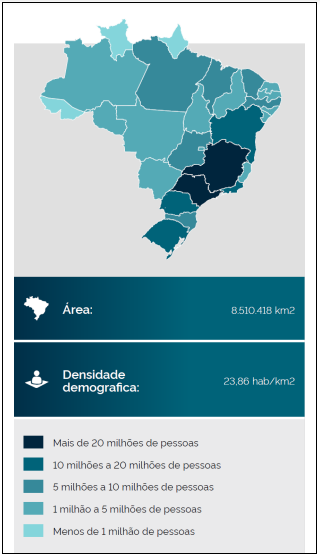 Área:
8.510.418 km2
Densidade
demografica:
23,86 hab/km2
Mais de 20 milhões de pessoas
10 milhões a 20 milhões de pessoas
5 milhões a 10 milhões de pessoas
1 milhão a 5 milhões de pessoas
Menos de 1 milhão de pessoas